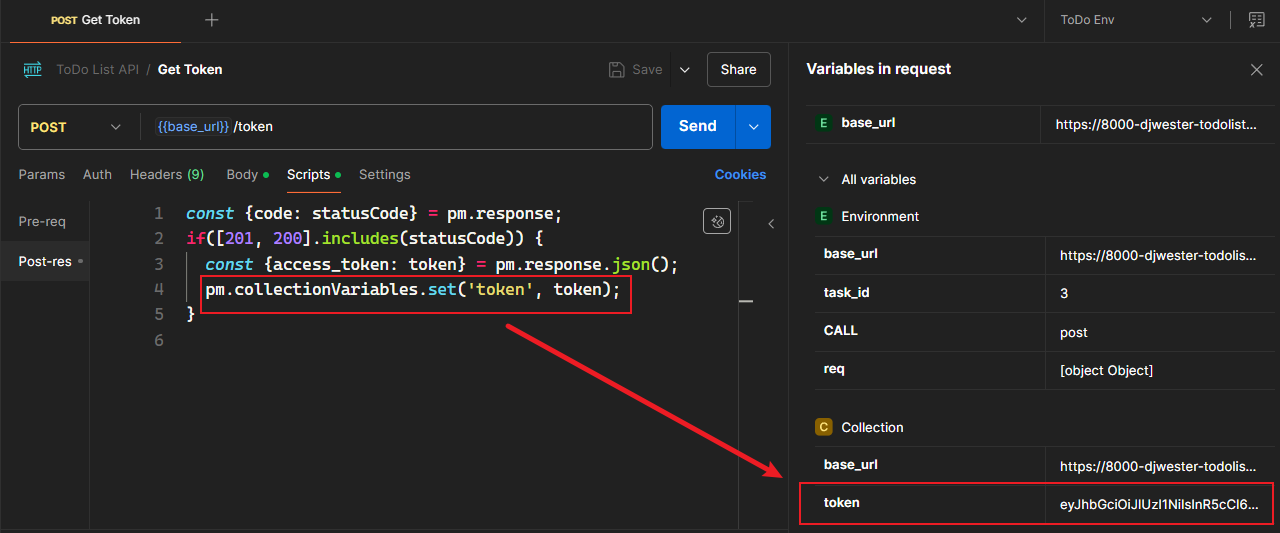 POST Get Token
ToDo Env
HTTP ToDo List API / Get Token
Save
Share
Variables in request
POST
{{base_url}} /token
Send
E base_url https://8000-djwester-todolist...
Params Auth Headers (9) Body Scripts Settings
Cookies
All variables
Pre-req
Post-res
1 const {code: statusCode} = pm.response;
2 if([201, 200].includes(statusCode)) {
3 const {access_token: token} = pm.response.json();
4 pm.collectionVariables.set('token', token);
5 }
6
E Environment
base_url https://8000-djwester-todolis...
task_id 3
CALL post
req [object Object]
C Collection
base_url https://8000-djwester-todolis...
token eyJhbGciOiJIUzI1NiIsInR5cCI6...